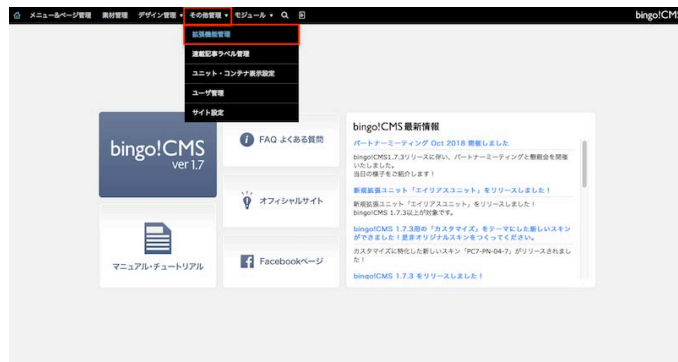 メニュー&ページ管理 素材管理 デザイン管理 その他管理 モジュール
bingo!CMS
拡張機能管理
連載記事ラベル管理
ユニット・コンテナ表示設定
ユーザ管理
サイト設定
bingo!CMS
ver 1.7
FAQ よくある質問
オフィシャルサイト
マニュアル・チュートリアル
Facebookページ
bingo!CMS最新情報
パートナーミーティング Oct 2018 開催しました
bingo!CMS1.7.3リリースに伴い、パートナーミーティングと懇親会を開催
いたしました。
当日の様子をご紹介します！
新規拡張ユニット「エイリアスユニット」をリリースしました！
新規拡張ユニット「エイリアスユニット」をリリースしました！
bingo!CMS 1.7.3以上が対象です。
bingo!CMS 1.7.3用の「カスタマイズ」をテーマにした新しいスキン
ができました！是非オリジナルスキンをつくってください。
カスタマイズに特化した新しいスキン「PC7-PN-04-7」がリリースされまし
た！
bingo!CMS 1.7.3 をリリースしました！